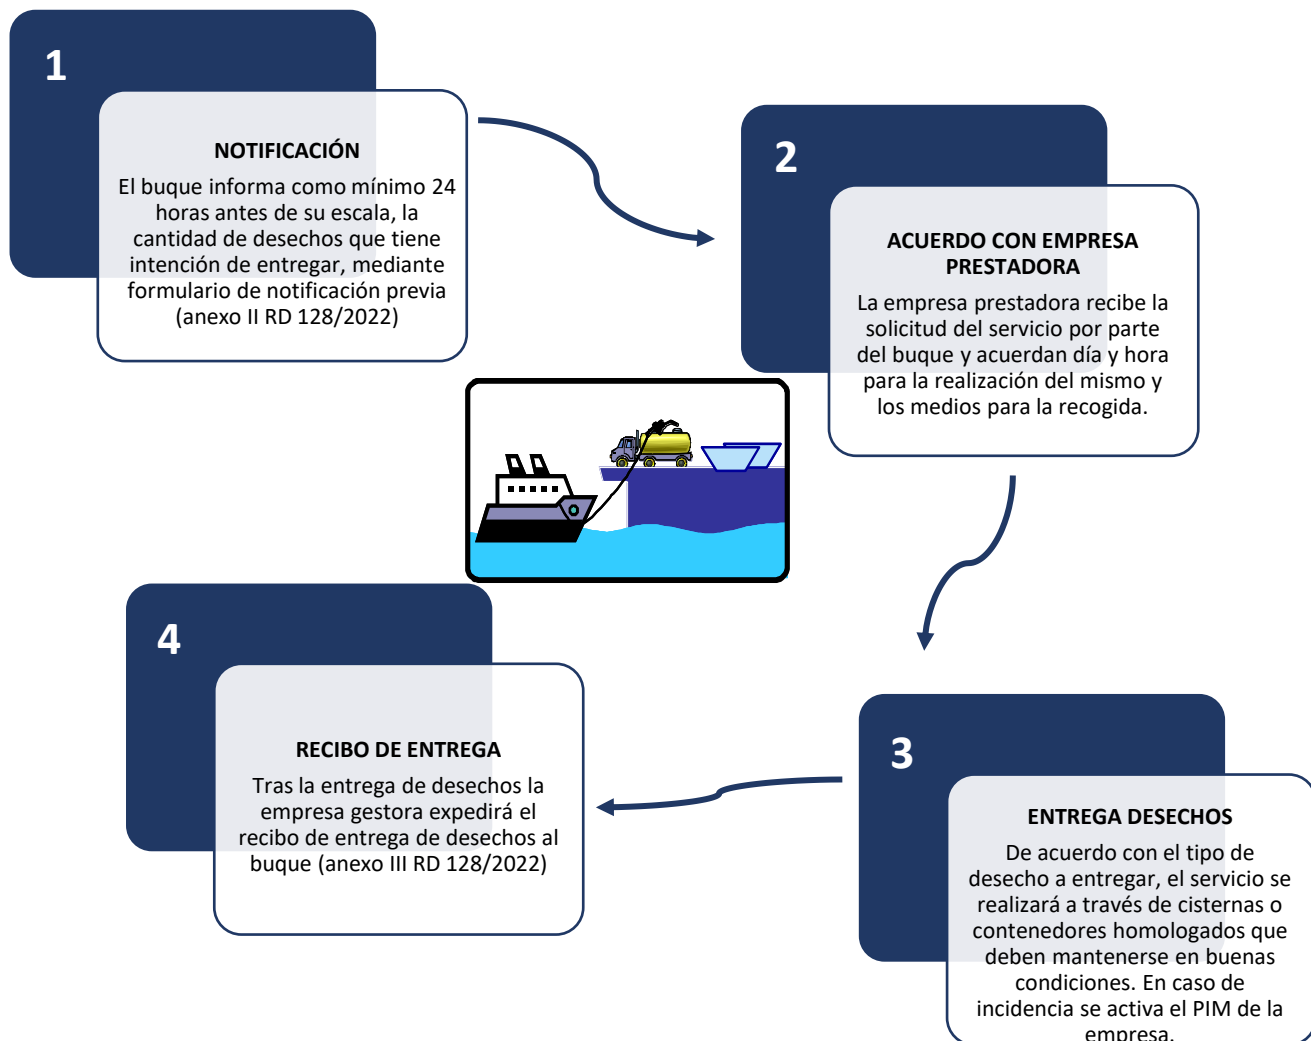 1
NOTIFICACIÓN
El buque informa como mínimo 24
horas antes de su escala, la
cantidad de desechos que tiene
intención de entregar, mediante
formulario de notificación previa
(anexo II RD 128/2022)
2
ACUERDO CON EMPRESA
PRESTADORA
La empresa prestadora recibe la
solicitud del servicio por parte
del buque y acuerdan día y hora
para la realización del mismo y
los medios para la recogida.
3
ENTREGA DESECHOS
De acuerdo con el tipo de
desecho a entregar, el servicio se
realizará a través de cisternas o
contenedores homologados que
deben mantenerse en buenas
condiciones. En caso de
incidencia se activa el PIM de la
empresa.
4
RECIBO DE ENTREGA
Tras la entrega de desechos la
empresa gestora expedirá el
recibo de entrega de desechos al
buque (anexo III RD 128/2022)